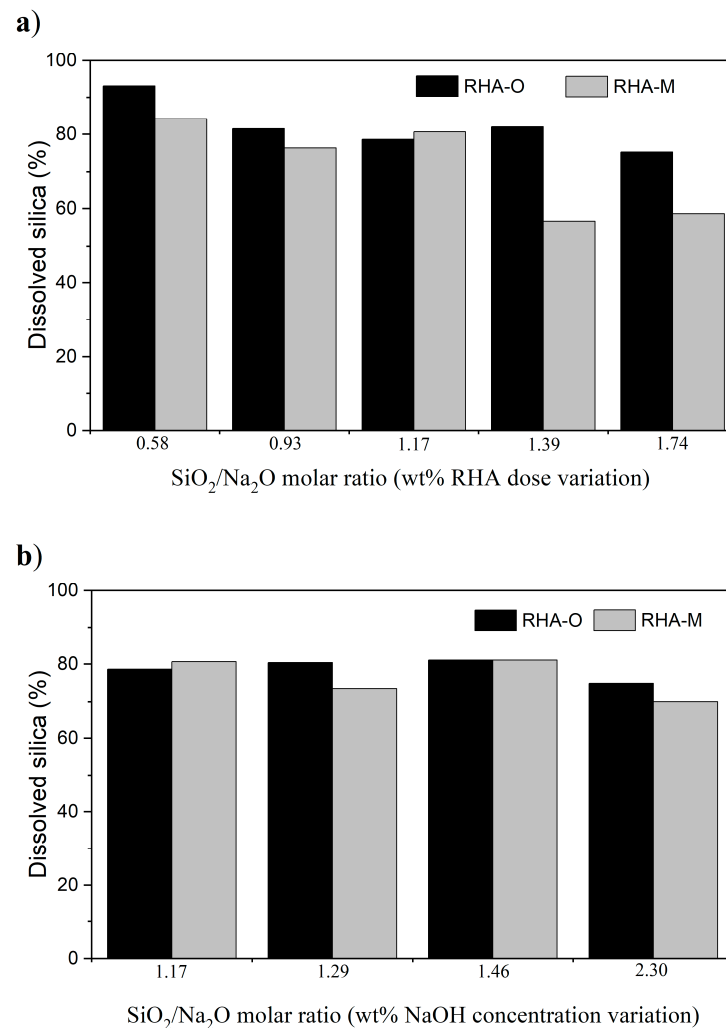 a)
100
80
60
40
20
0
Dissolved silica (%)
RHA-O RHA-M
0.58 0.93 1.17 1.39 1.74
SiO₂/Na₂O molar ratio (wt% RHA dose variation)
b)
100
80
60
40
20
0
Dissolved silica (%)
RHA-O RHA-M
1.17 1.29 1.46 2.30
SiO₂/Na₂O molar ratio (wt% NaOH concentration variation)